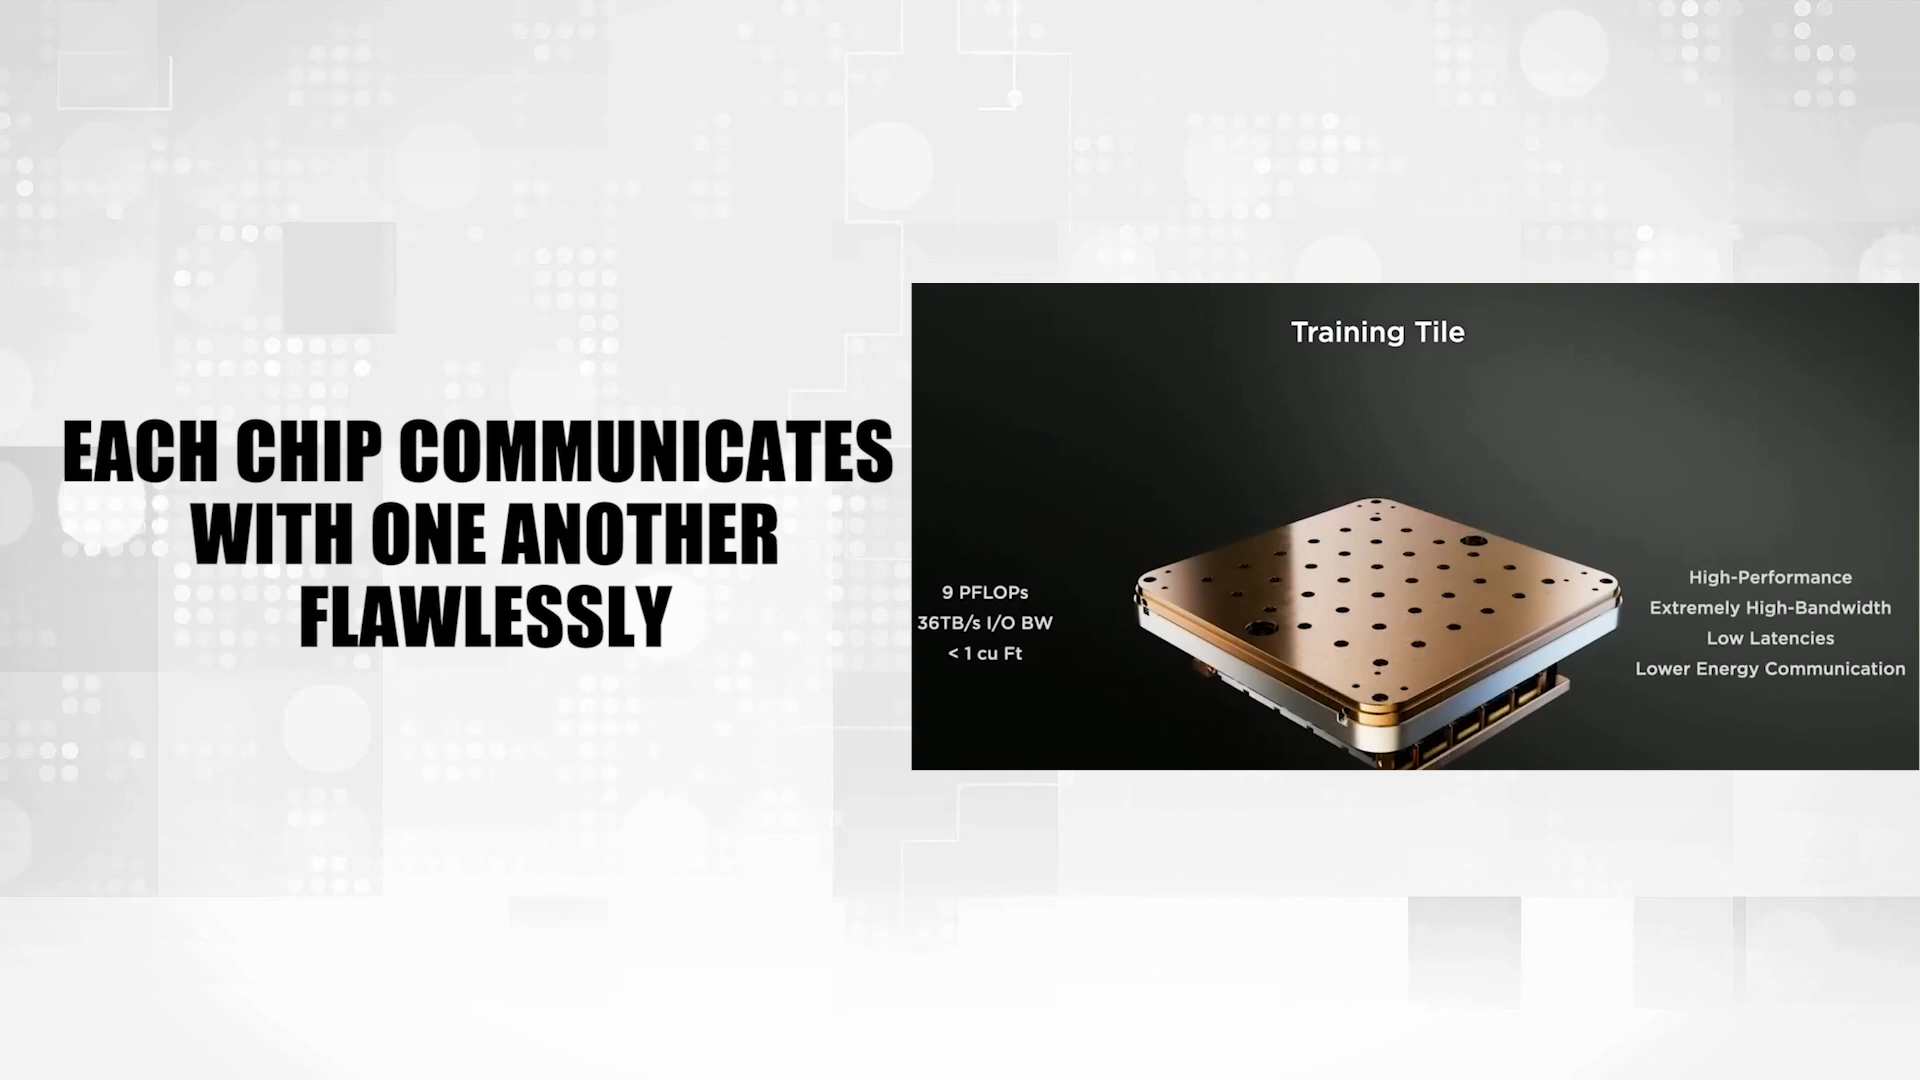 EACH CHIP COMMUNICATES
WITH ONE ANOTHER
FLAWLESSLY
Training Tile
9 PFLOPs
36TB/s I/O BW
< 1 cu Ft
High-Performance
Extremely High-Bandwidth
Low Latencies
Lower Energy Communication